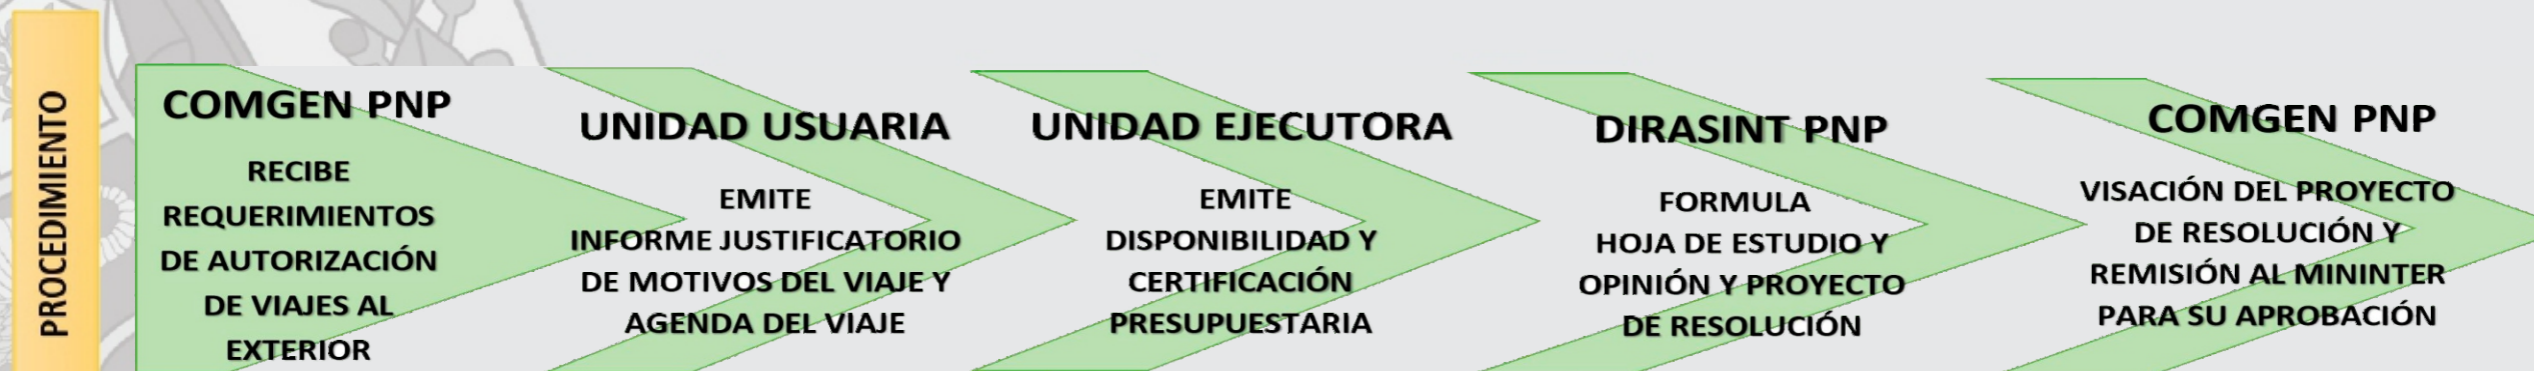 PROCEDIMIENTO
COMGEN PNP
RECIBE
REQUERIMIENTOS
DE AUTORIZACIÓN
DE VIAJES AL
EXTERIOR
UNIDAD USUARIA
EMITE
INFORME JUSTIFICATORIO
DE MOTIVOS DEL VIAJE Y
AGENDA DEL VIAJE
UNIDAD EJECUTORA
EMITE
DISPONIBILIDAD Y
CERTIFICACIÓN
PRESUPUESTARIA
DIRASINT PNP
FORMULA
HOJA DE ESTUDIO Y
OPINIÓN Y PROYECTO
DE RESOLUCIÓN
COMGEN PNP
VISACIÓN DEL PROYECTO
DE RESOLUCIÓN Y
REMISIÓN AL MININTER
PARA SU APROBACIÓN